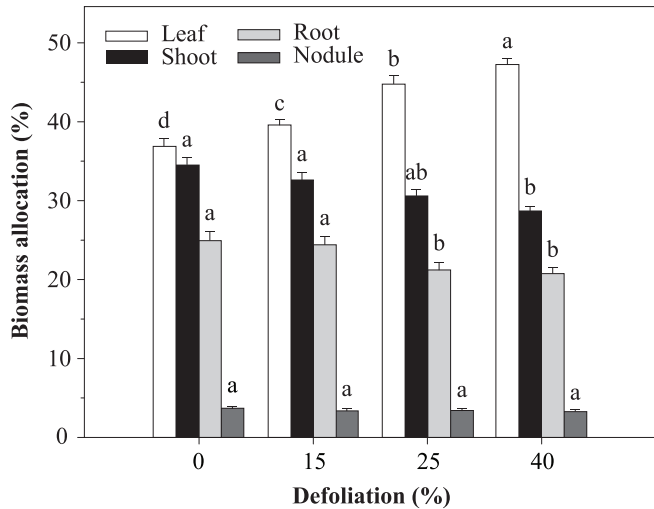 Leaf Root
Shoot Nodule
50
40
30
20
10
0
Biomass allocation (%)
d a a a
c a a a
b ab b a
a b b a
0 15 25 40
Defoliation (%)